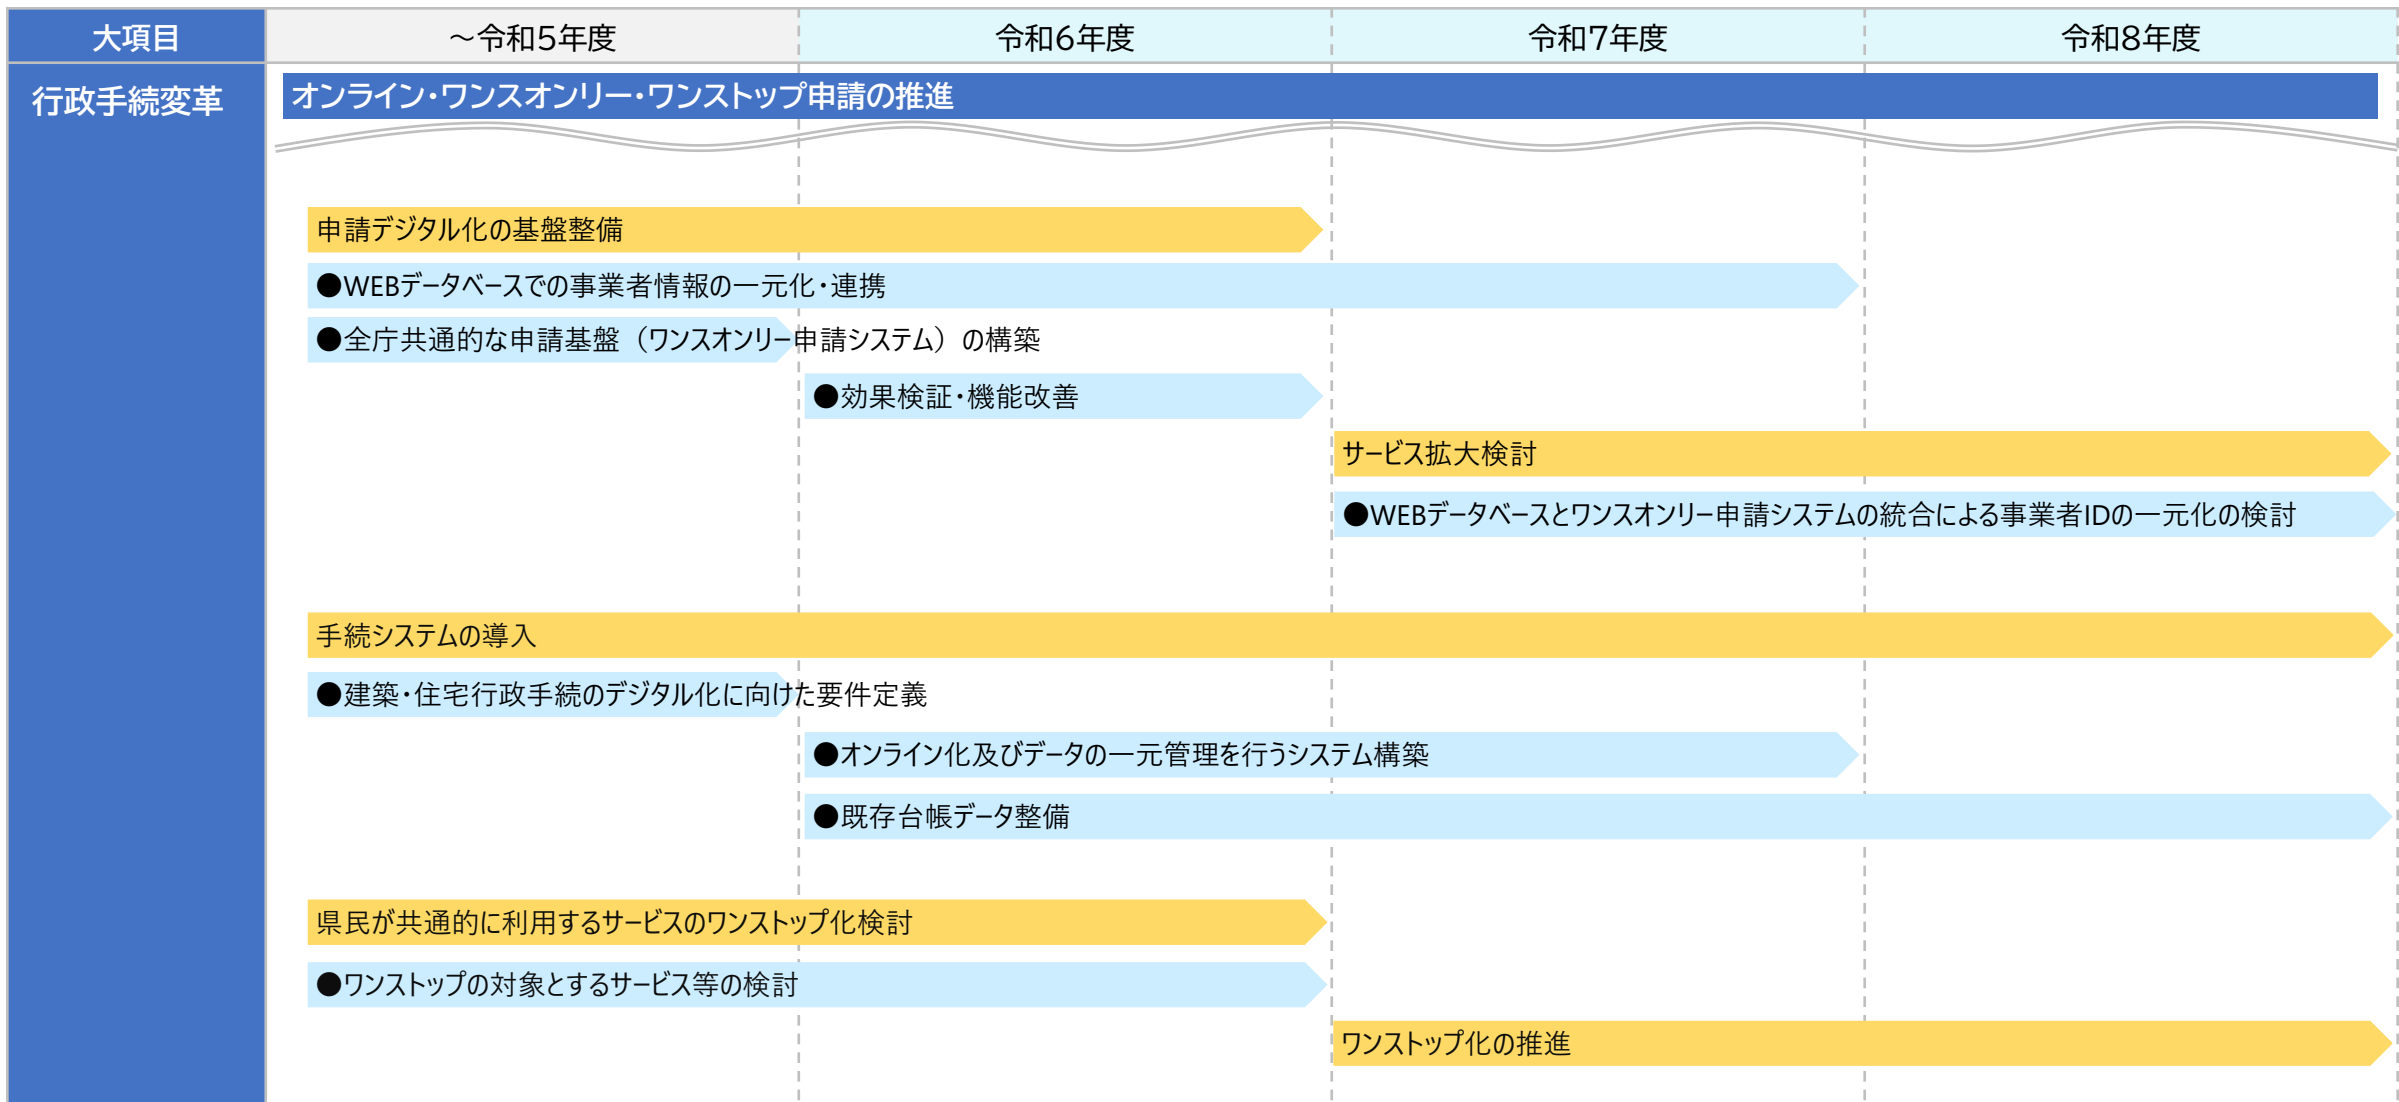 大項目
～令和5年度
令和6年度
令和7年度
令和8年度
行政手続変革
オンライン・ワンスオンリー・ワンストップ申請の推進
申請デジタル化の基盤整備
●WEBデータベースでの事業者情報の一元化・連携
●全庁共通的な申請基盤（ワンスオンリー申請システム）の構築
●効果検証・機能改善
サービス拡大検討
●WEBデータベースとワンスオンリー申請システムの統合による事業者IDの一元化の検討
手続システムの導入
●建築・住宅行政手続のデジタル化に向けた要件定義
●オンライン化及びデータの一元管理を行うシステム構築
●既存台帳データ整備
県民が共通的に利用するサービスのワンストップ化検討
●ワンストップの対象とするサービス等の検討
ワンストップ化の推進